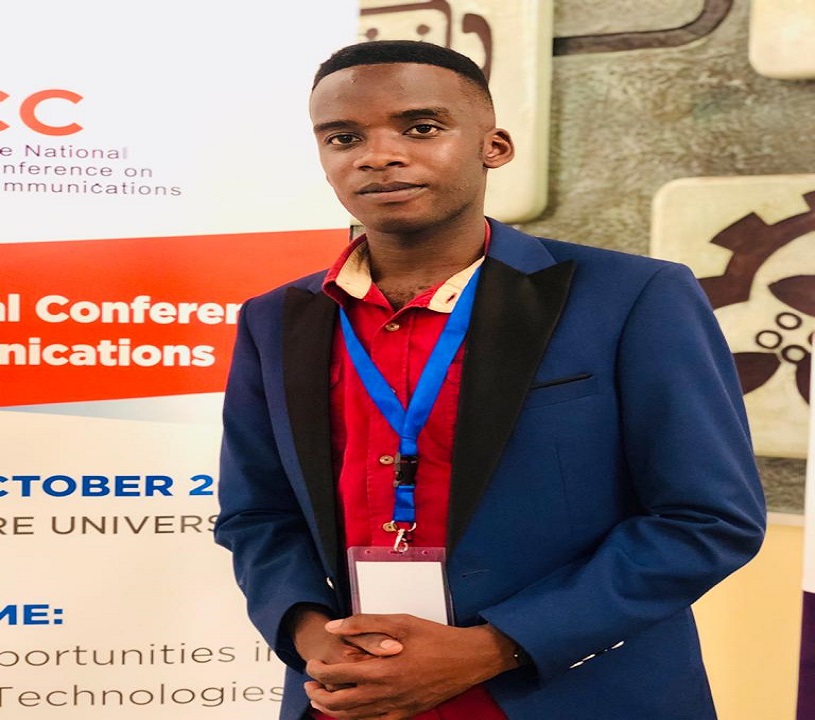 CC
e National
nference on
mmunications
al Conferen
nications
CTOBER 2
RE UNIVERS
ME:
portunities in
Technologies